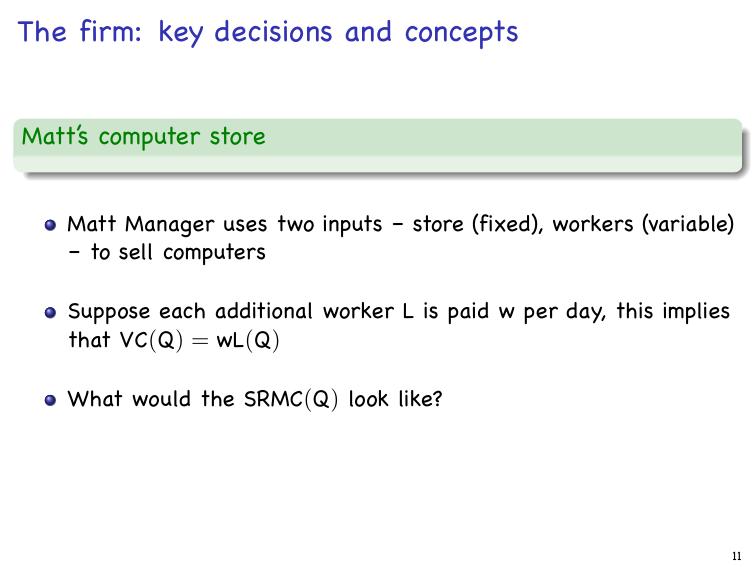 The firm: key decisions and concepts
Matt's computer store
Matt Manager uses two inputs – store (fixed), workers (variable)
– to sell computers
Suppose each additional worker L is paid w per day, this implies
that VC(Q) = wL(Q)
What would the SRMC(Q) look like?
11